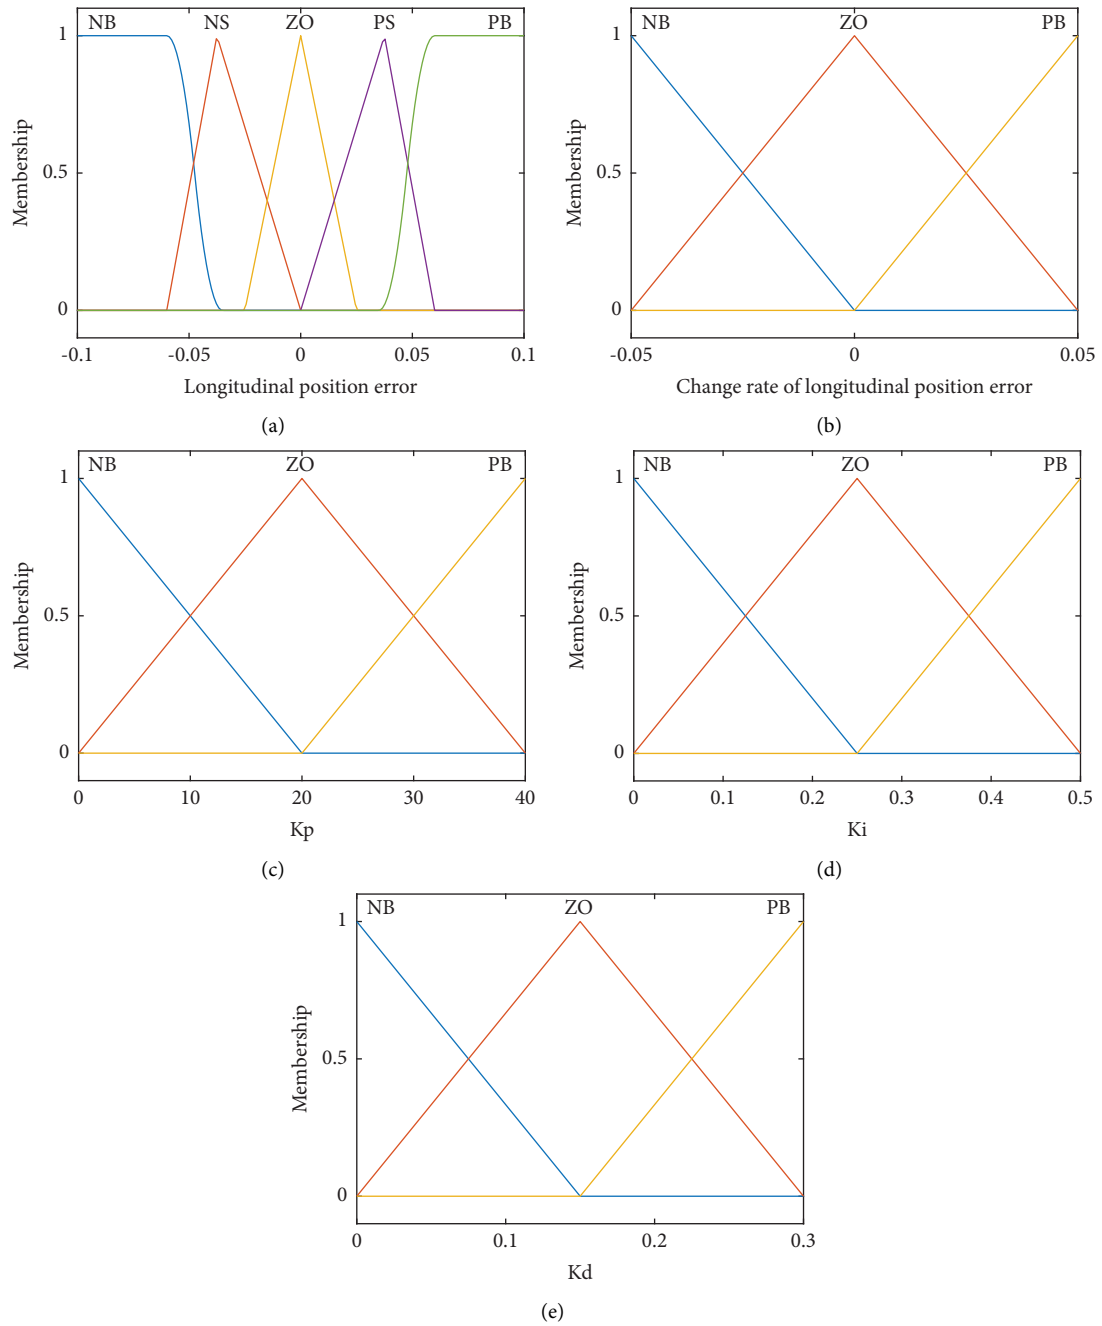 NB NS ZO PS PB
1
0.5
0
Membership
-0.1 -0.05 0 0.05 0.1
Longitudinal position error
(a)
NB ZO PB
1
0.5
0
Membership
-0.05 0 0.05
Change rate of longitudinal position error
(b)
NB ZO PB
1
0.5
0
Membership
0 10 20 30 40
Kp
(c)
NB ZO PB
1
0.5
0
Membership
0 0.1 0.2 0.3 0.4 0.5
Ki
(d)
NB ZO PB
1
0.5
0
Membership
0 0.1 0.2 0.3
Kd
(e)